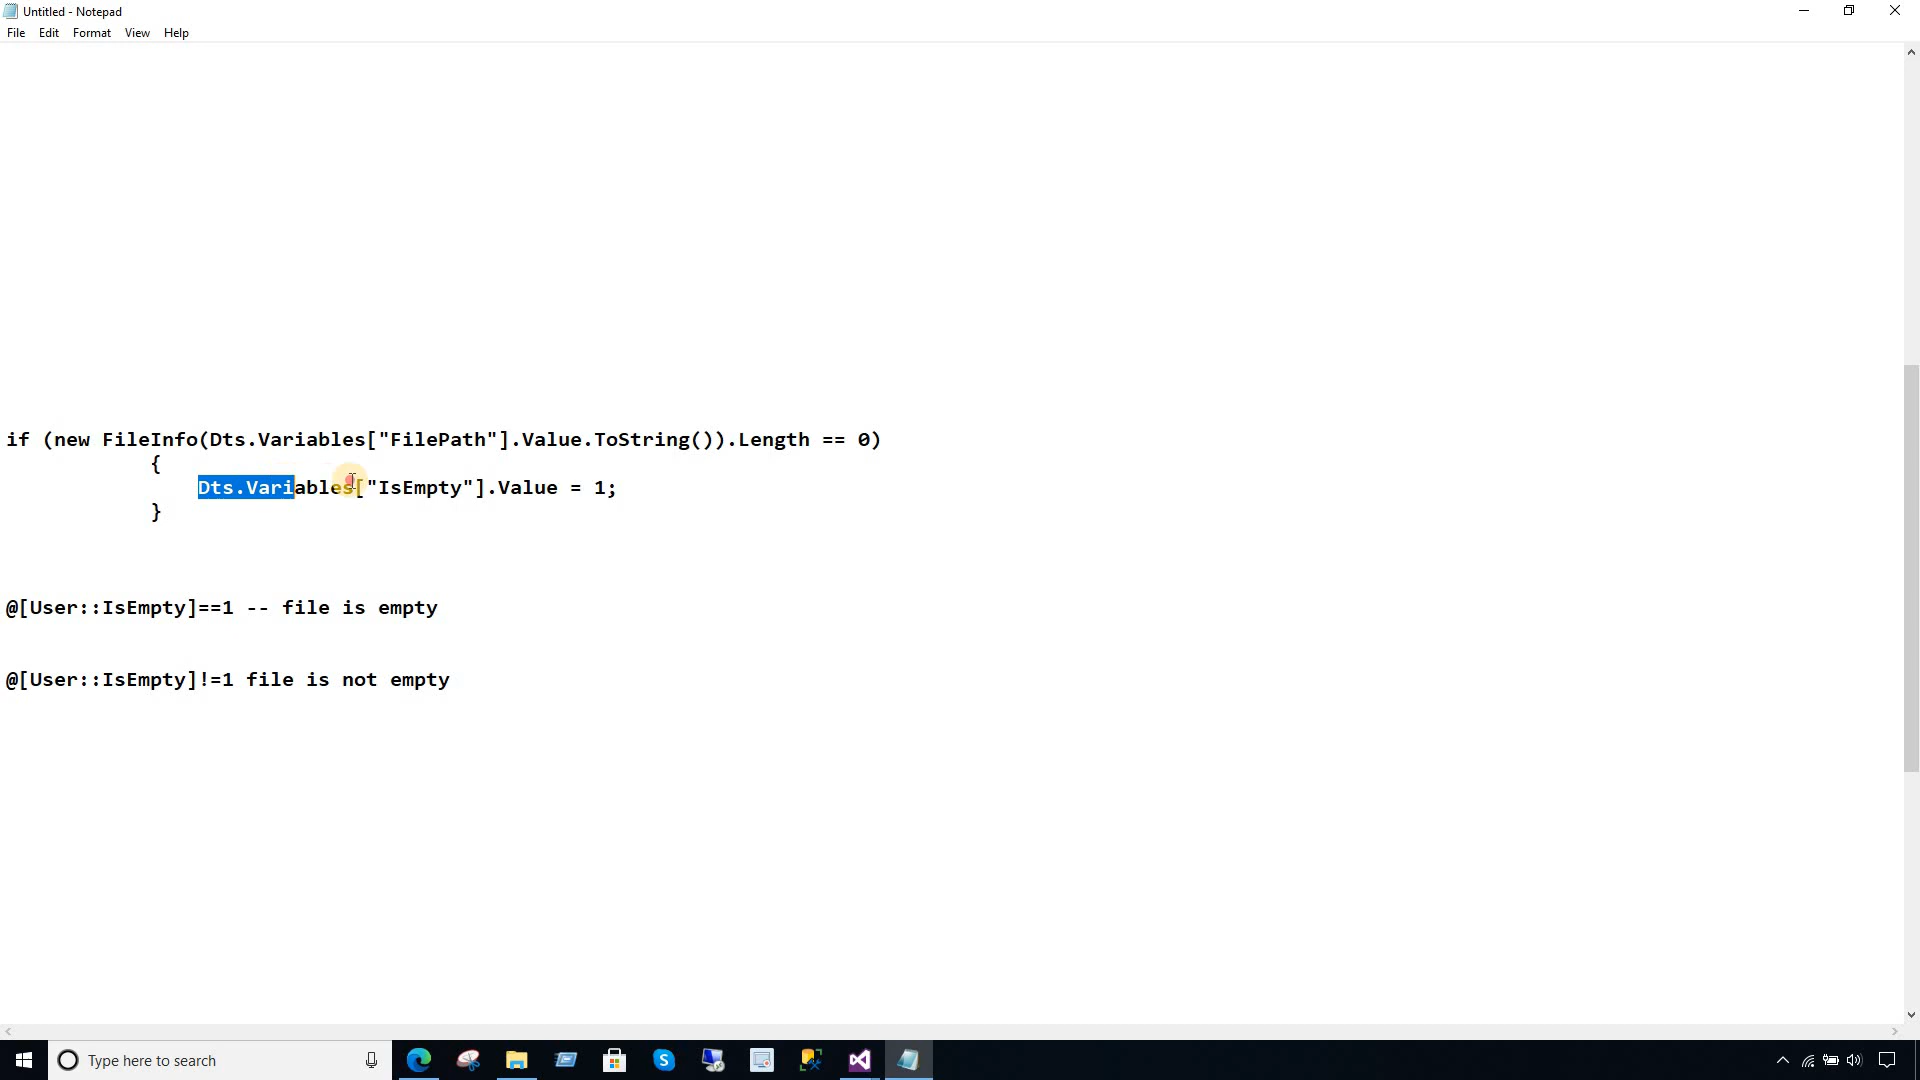 Untitled - Notepad
File Edit Format View Help
if (new FileInfo(Dts.Variables["FilePath"].Value.ToString()).Length == 0)
{
Dts.Variables["IsEmpty"].Value = 1;
}
@[User::IsEmpty]==1 -- file is empty
@[User::IsEmpty]!=1 file is not empty
Type here to search